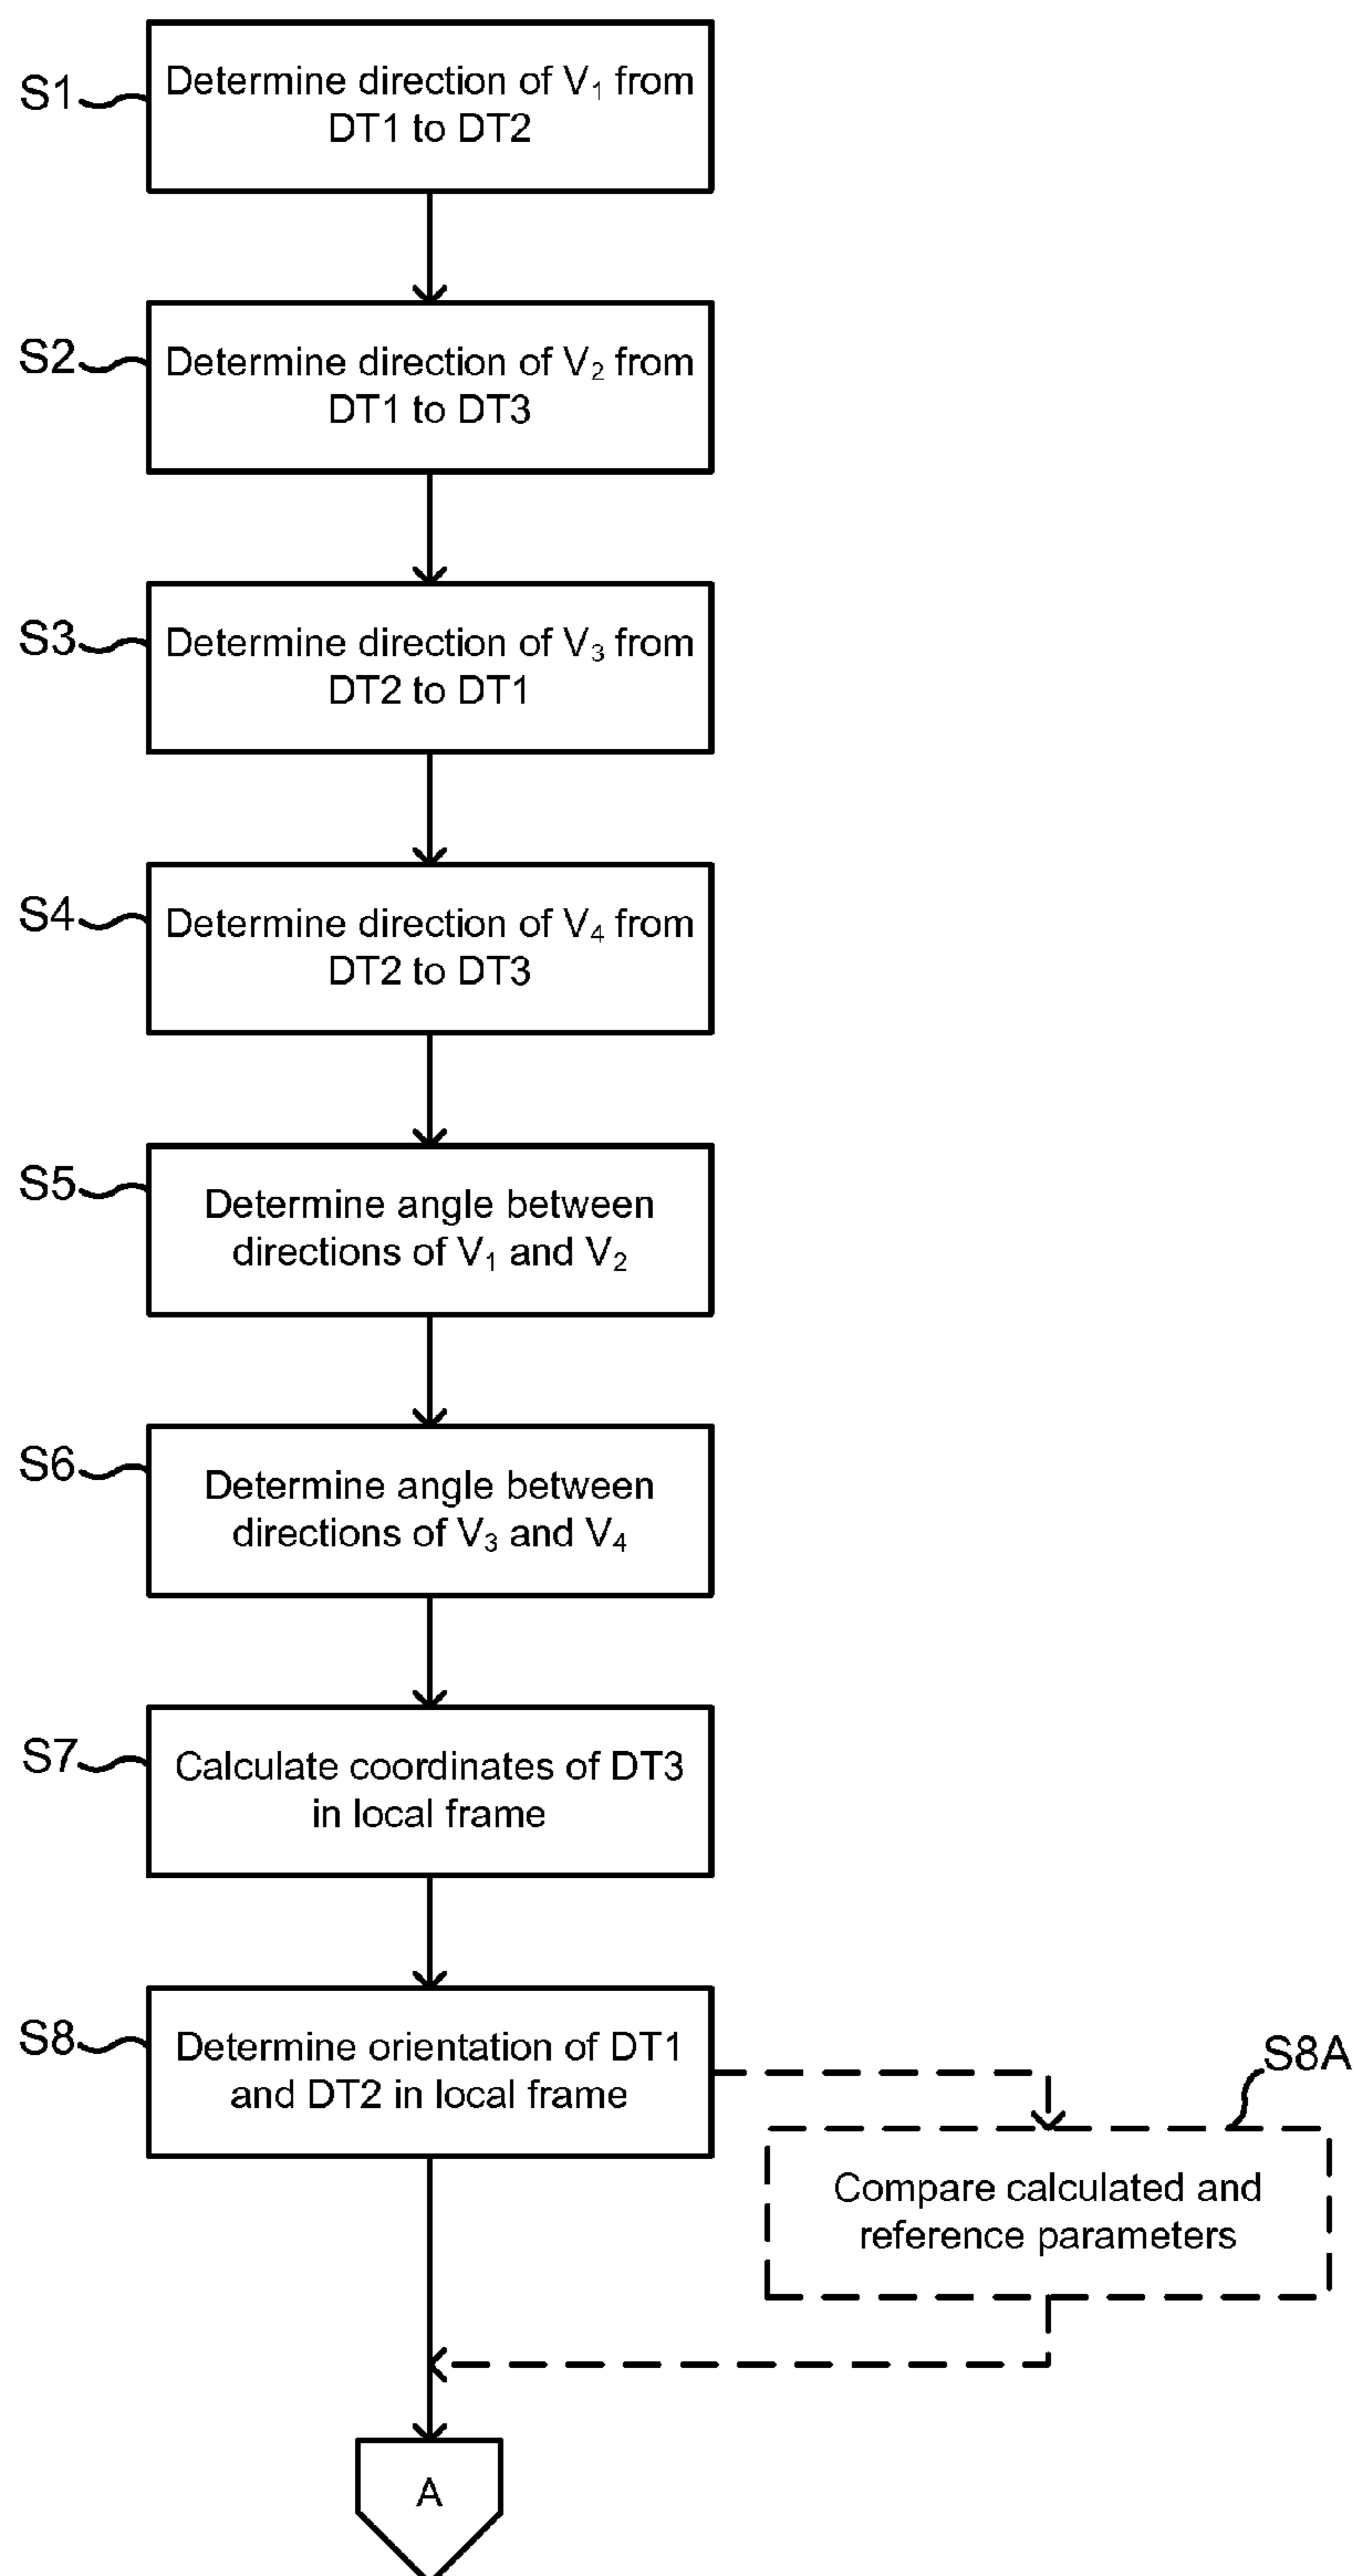 S1
Determine direction of V₁ from
DT1 to DT2
S2
Determine direction of V₂ from
DT1 to DT3
S3
Determine direction of V₃ from
DT2 to DT1
S4
Determine direction of V₄ from
DT2 to DT3
S5
Determine angle between
directions of V₁ and V₂
S6
Determine angle between
directions of V₃ and V₄
S7
Calculate coordinates of DT3
in local frame
S8
Determine orientation of DT1
and DT2 in local frame
S8A
Compare calculated and
reference parameters
A